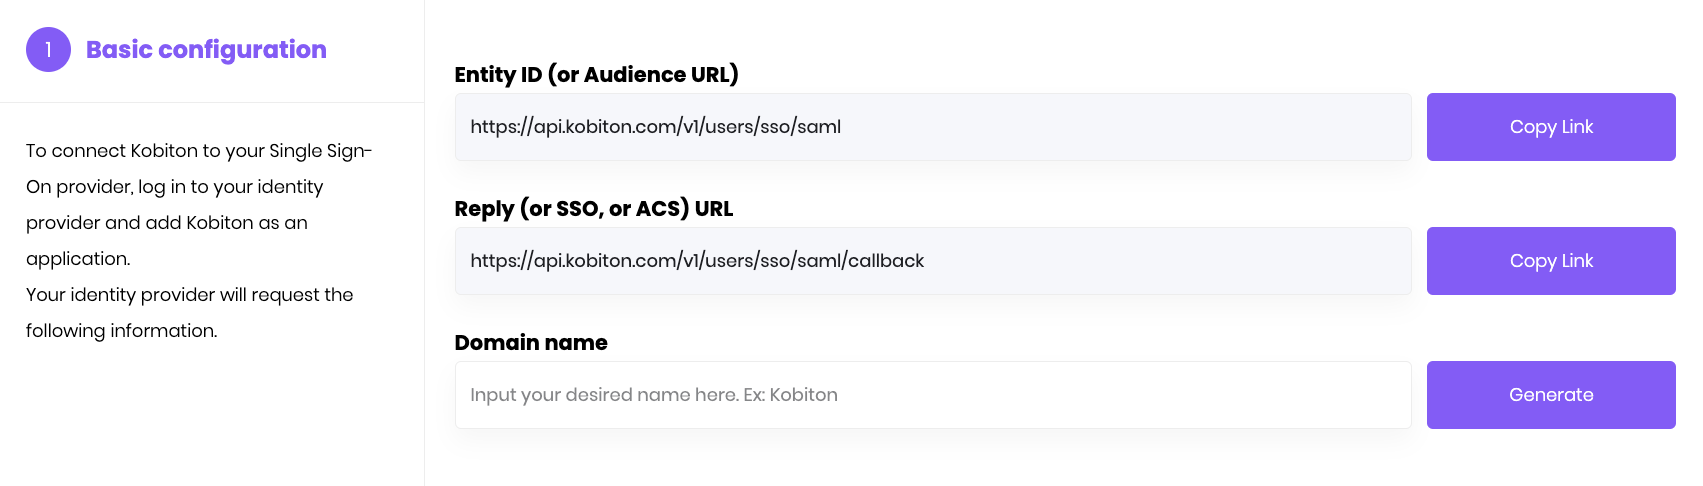 1 Basic configuration
To connect Kobiton to your Single Sign-
On provider, log in to your identity
provider and add Kobiton as an
application.
Your identity provider will request the
following information.
Entity ID (or Audience URL)
https://api.kobiton.com/v1/users/sso/saml
Copy Link
Reply (or SSO, or ACS) URL
https://api.kobiton.com/v1/users/sso/saml/callback
Copy Link
Domain name
Input your desired name here. Ex: Kobiton
Generate